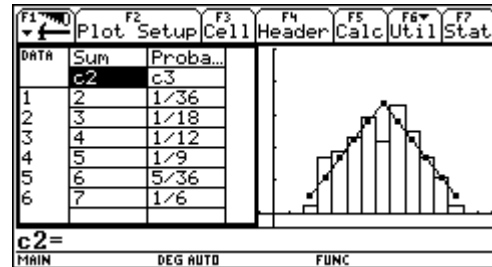 F1 F2 F3 F4 F5 F6 F7
Plot Setup Cell Header Calc Util Stat
DATA Sum Proba…
c2 c3
1 2 1/36
2 3 1/18
3 4 1/12
4 5 1/9
5 6 5/36
6 7 1/6
c2=
MAIN DEG AUTO FUNC